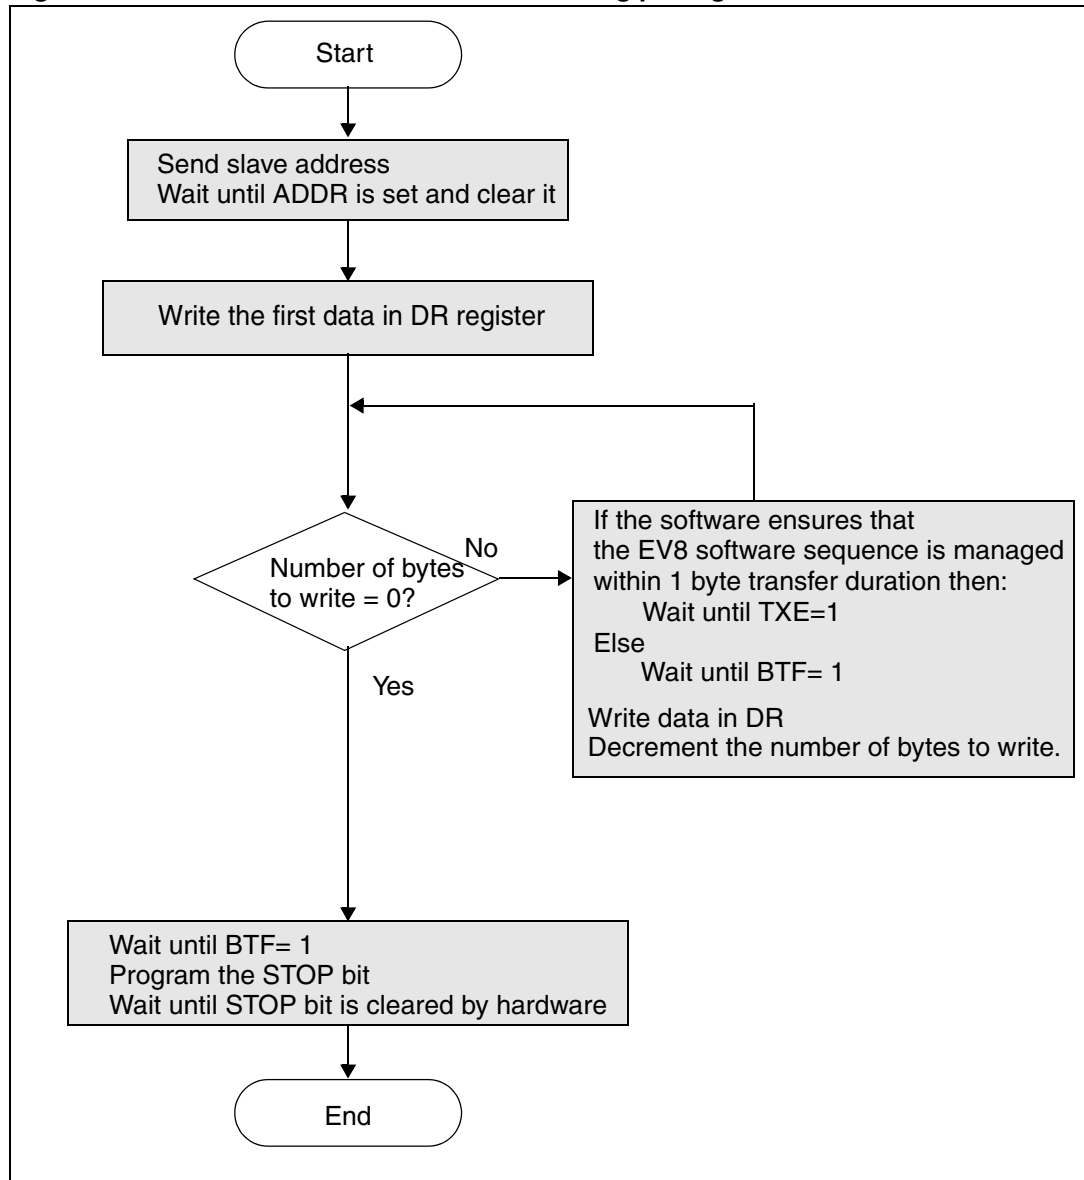 Start
Send slave address
Wait until ADDR is set and clear it
Write the first data in DR register
Number of bytes
to write = 0?
No
If the software ensures that
the EV8 software sequence is managed
within 1 byte transfer duration then:
Wait until TXE=1
Else
Wait until BTF= 1
Write data in DR
Decrement the number of bytes to write.
Yes
Wait until BTF= 1
Program the STOP bit
Wait until STOP bit is cleared by hardware
End